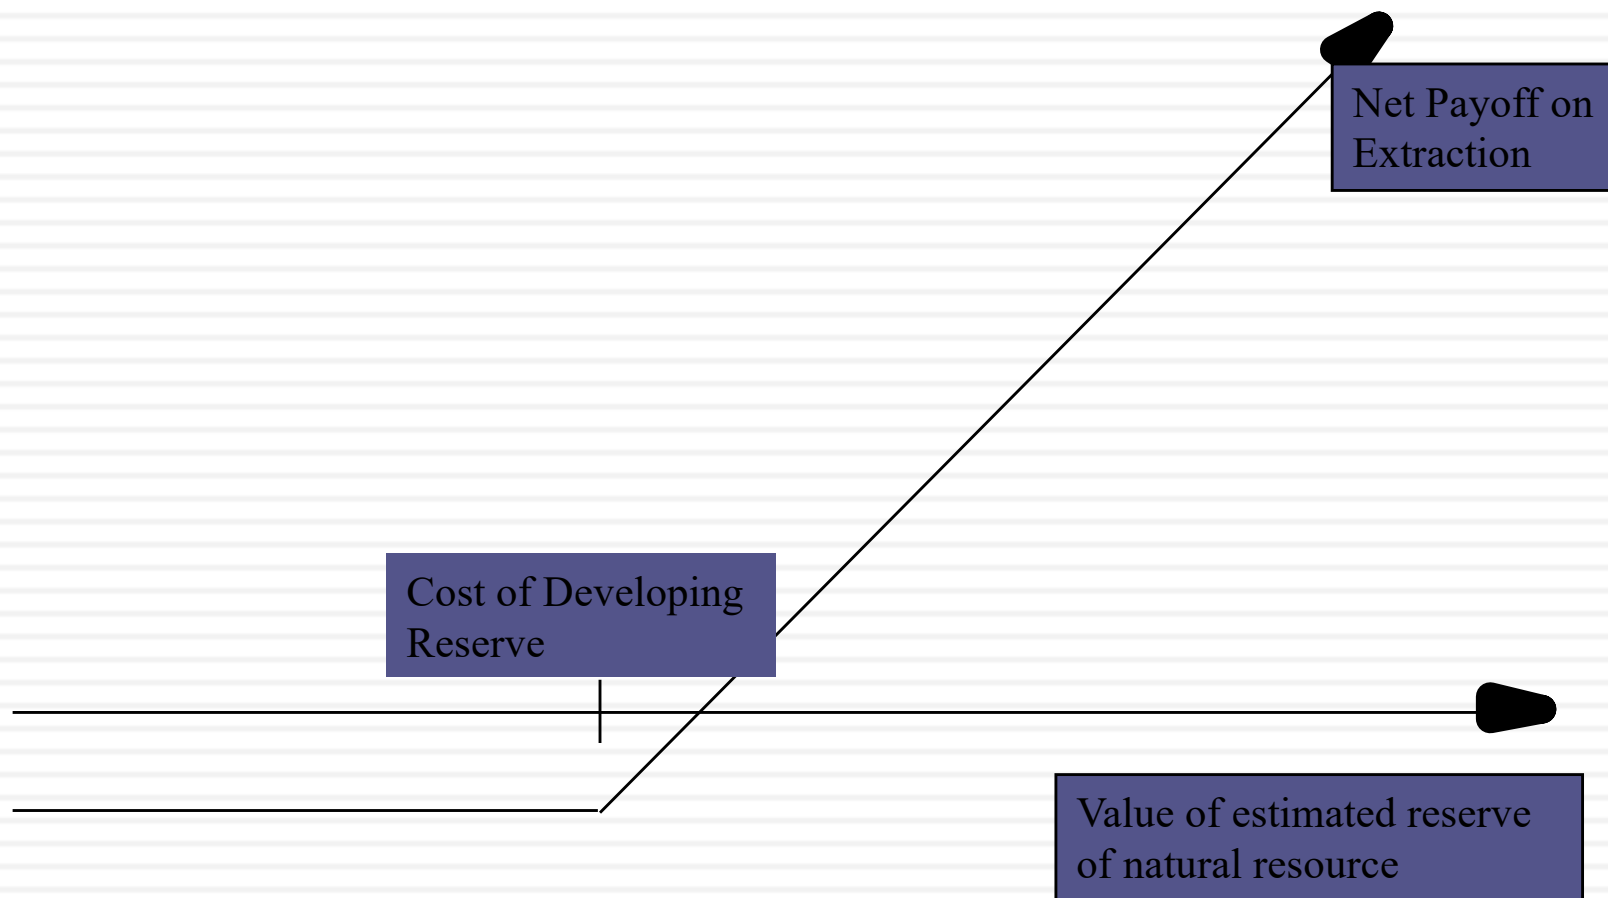 Net Payoff on
Extraction
Cost of Developing
Reserve
Value of estimated reserve
of natural resource